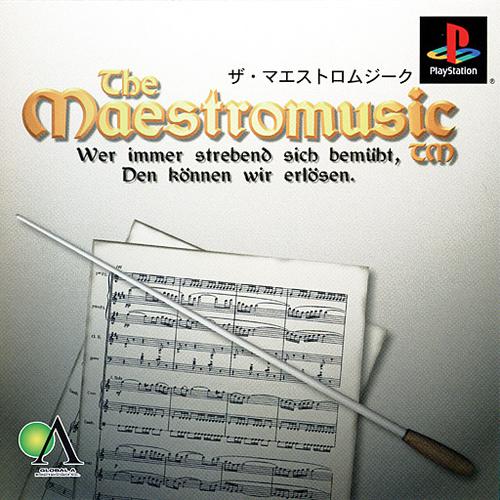 PlayStation
®
ザ・マエストロムジーク
The
Maestromusic
TM
Wer immer strebend sich bemüht,
Den können wir erlösen.
GLOBAL A